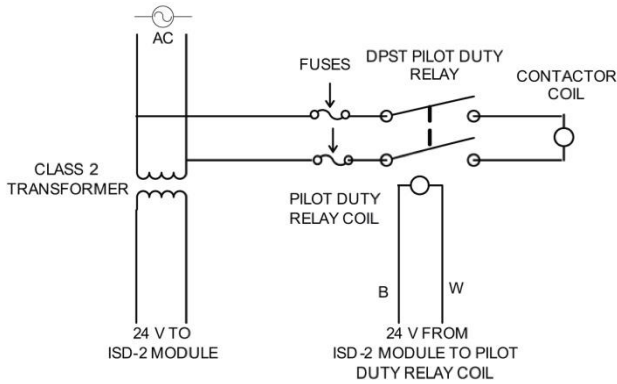 AC
FUSES
DPST PILOT DUTY
RELAY
CONTACTOR
COIL
CLASS 2
TRANSFORMER
PILOT DUTY
RELAY COIL
B
W
24 V TO
ISD-2 MODULE
24 V FROM
ISD-2 MODULE TO PILOT
DUTY RELAY COIL